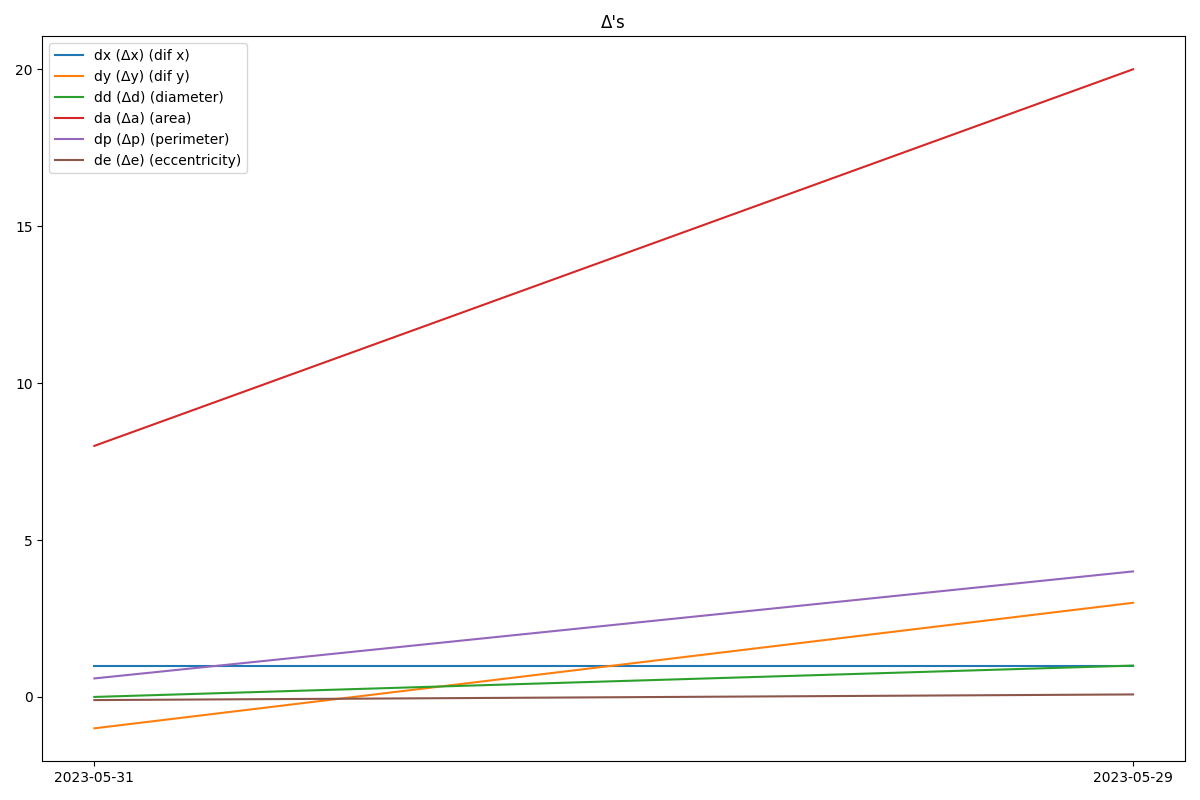 Δ's
dx (Δx) (dif x)
dy (Δy) (dif y)
dd (Δd) (diameter)
da (Δa) (area)
dp (Δp) (perimeter)
de (Δe) (eccentricity)
20
15
10
5
0
2023-05-31
2023-05-29